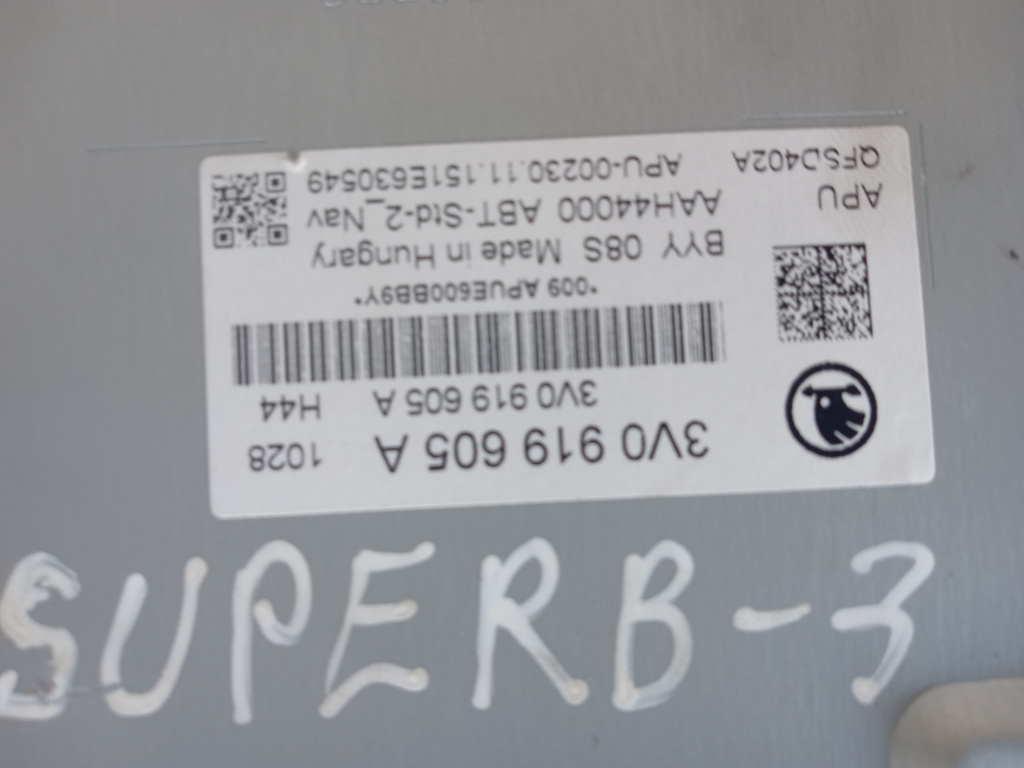 3V0 919 605 A 1028
3V0 919 605 A H44
*009 APUE600BB9Y*
BYY 08S Made in Hungary
APU AAH44000 ABT-Std-2_Nav
QFSD402A APU-00230.11.151E630549
SUPERB-3